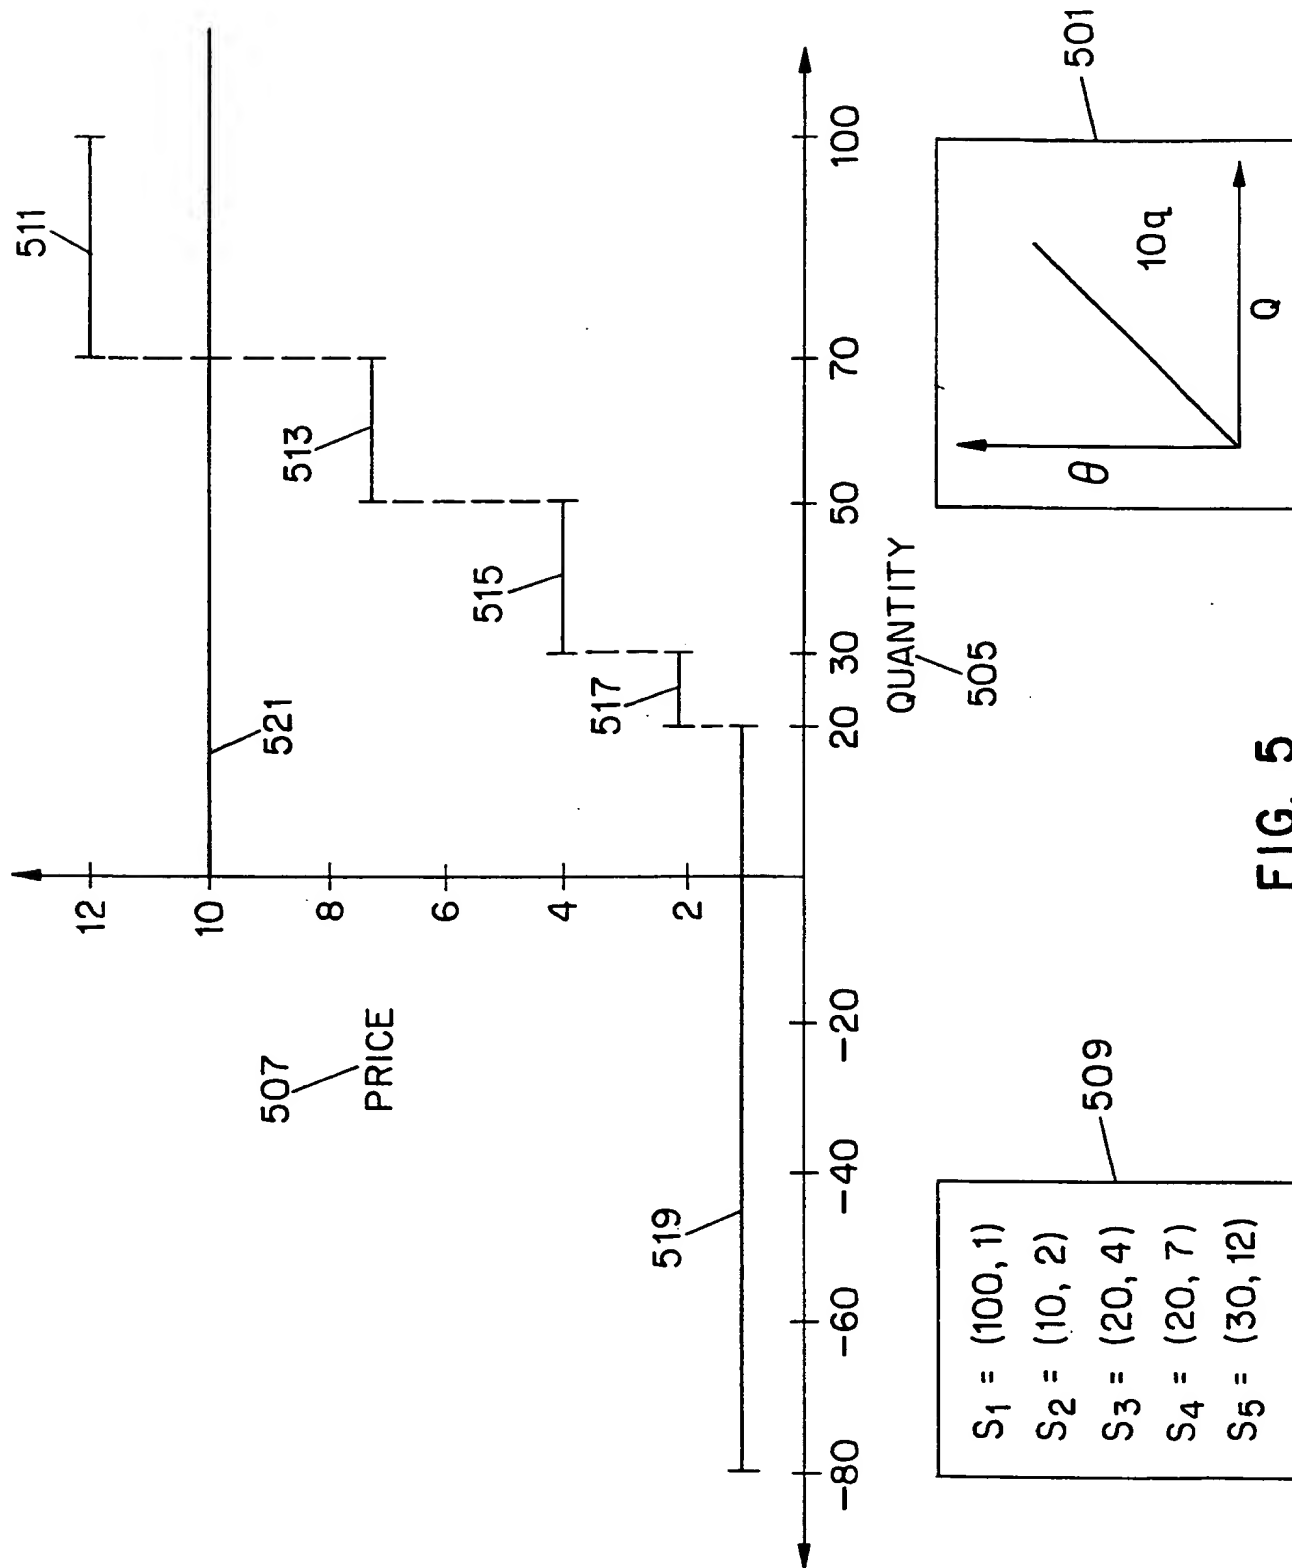 511
12
10
8
6
4
2
521
513
515
517
519
507
PRICE
-80
-60
-40
-20
20
30
50
70
100
QUANTITY
505
509
S1 = (100, 1)
S2 = (10, 2)
S3 = (20, 4)
S4 = (20, 7)
S5 = (30, 12)
501
θ
10q
Q
FIG. 5